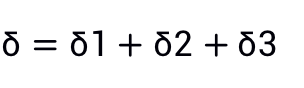 δ = δ1 + δ2 + δ3